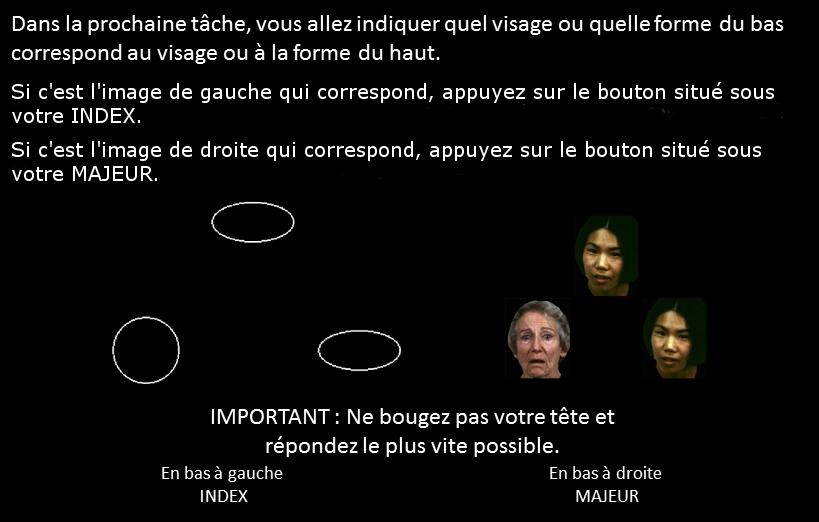 Dans la prochaine tâche, vous allez indiquer quel visage ou quelle forme du bas
correspond au visage ou à la forme du haut.
Si c'est l'image de gauche qui correspond, appuyez sur le bouton situé sous
votre INDEX.
Si c'est l'image de droite qui correspond, appuyez sur le bouton situé sous
votre MAJEUR.
IMPORTANT : Ne bougez pas votre tête et
répondez le plus vite possible.
En bas à gauche
INDEX
En bas à droite
MAJEUR